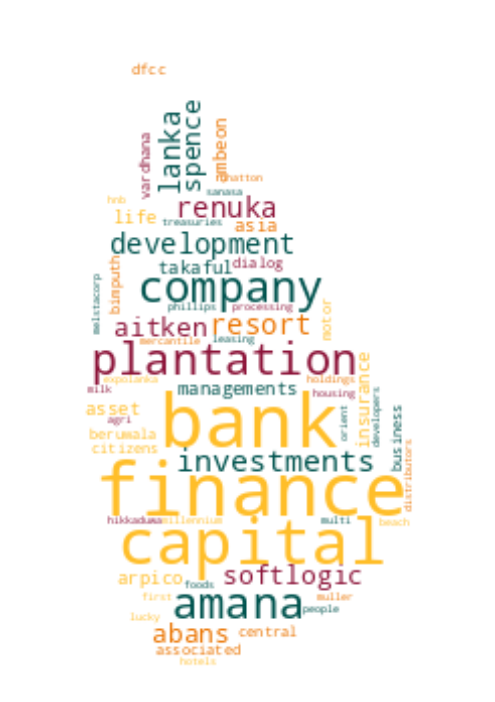 dfcc
vardhana
lanka
spence
ambeon
hatton
sanasa
hnb
life
renuka
treasuries
asia
development
takaful
dialog
bimputh
melstacorp
company
phillips
processing
motor
aitken
resort
mercantile
leasing
plantation
expolanka
holdings
milk
managements
housing
insurance
developers
asset
agri
bank
orient
business
berumala
citizens
investments
distributors
finance
hikkaduwa
millennium
multi
beach
capital
arpico
foods
softlogic
first
amana
muller
people
lucky
abans
central
associated
hotels